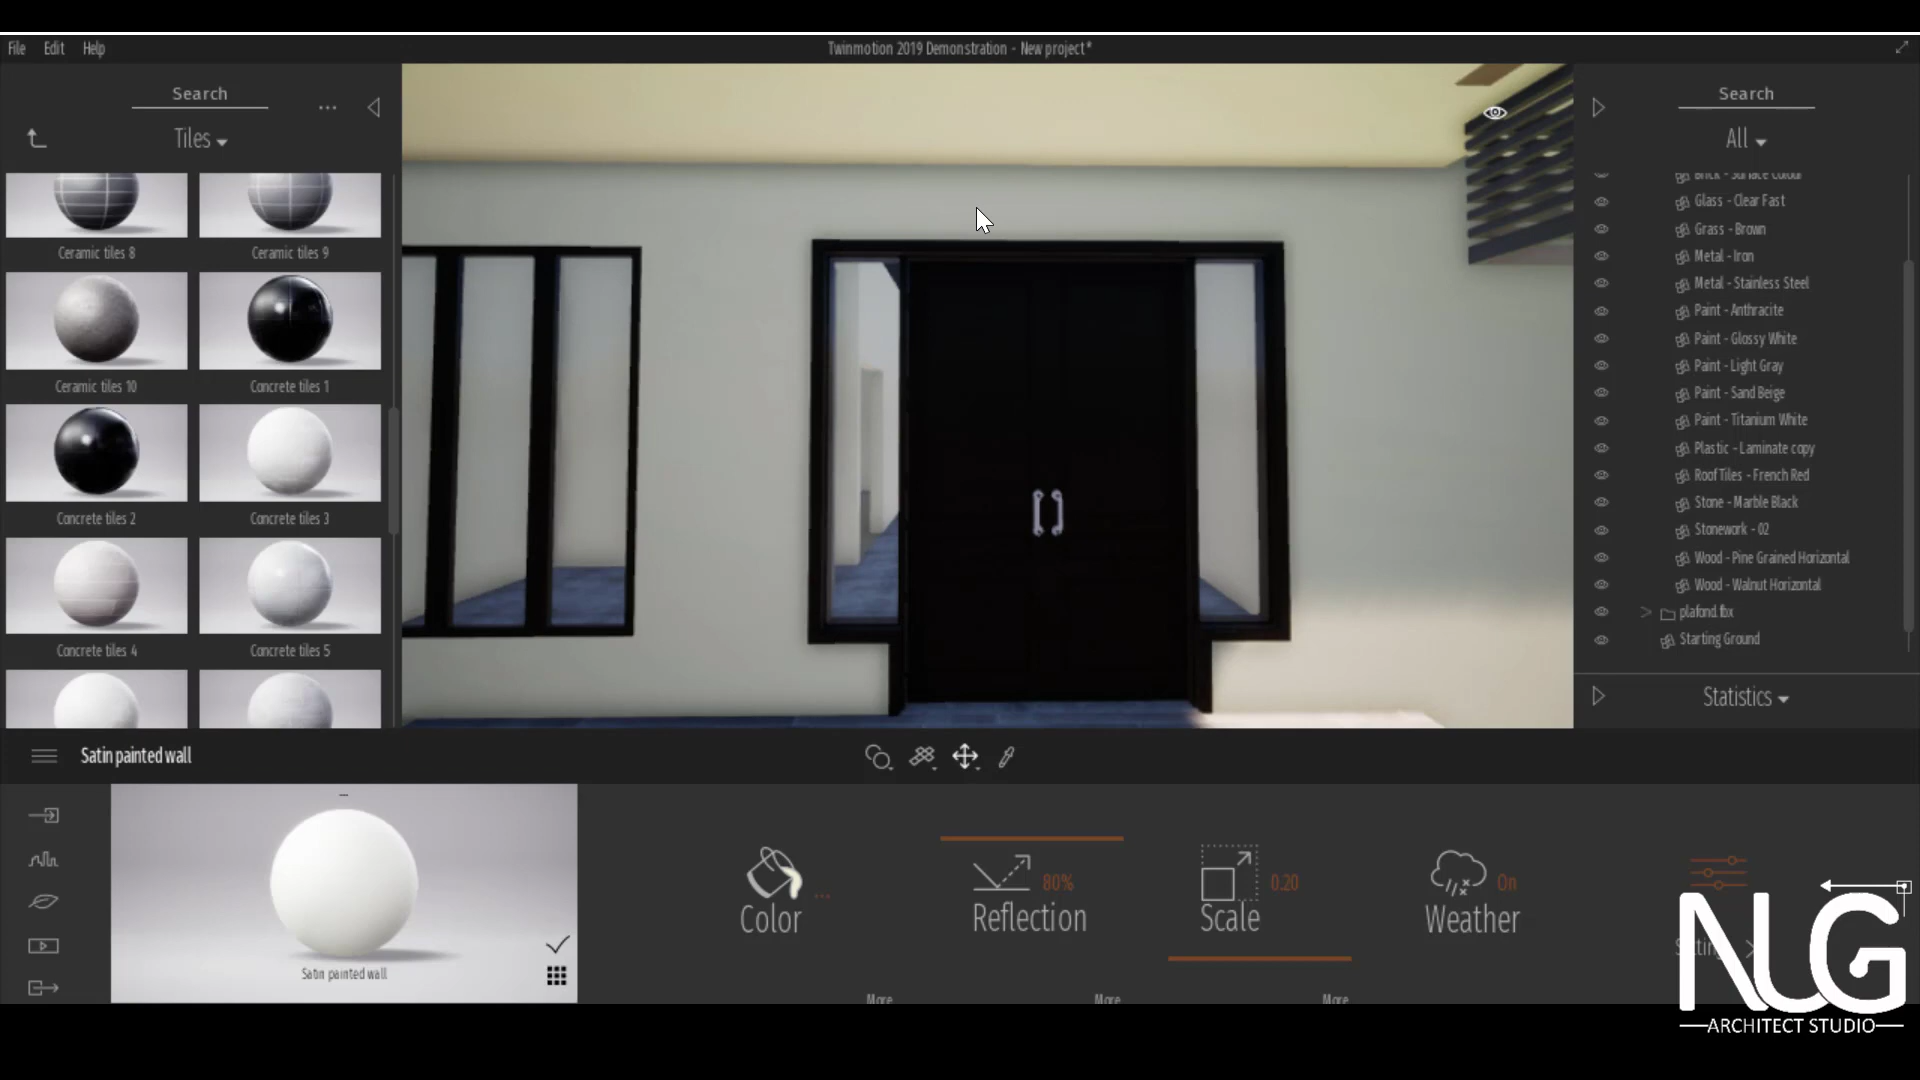 File Edit Help
Twinmotion 2019 Demonstration - New project*
Search
Tiles
Ceramic tiles 8
Ceramic tiles 9
Ceramic tiles 10
Concrete tiles 1
Concrete tiles 2
Concrete tiles 3
Concrete tiles 4
Concrete tiles 5
Search
All
Brick - Surface Colour
Glass - Clear Fast
Grass - Brown
Metal - Iron
Metal - Stainless Steel
Paint - Anthracite
Paint - Glossy White
Paint - Light Gray
Paint - Sand Beige
Paint - Titanium White
Plastic - Laminate copy
Roof Tiles - French Red
Stone - Marble Black
Stonework - 02
Wood - Pine Grained Horizontal
Wood - Walnut Horizontal
plafond.fbx
Starting Ground
Statistics
Satin painted wall
Satin painted wall
Color ...
Reflection 80%
Scale 0.20
Weather On
More
More
More
NUG
ARCHITECT STUDIO